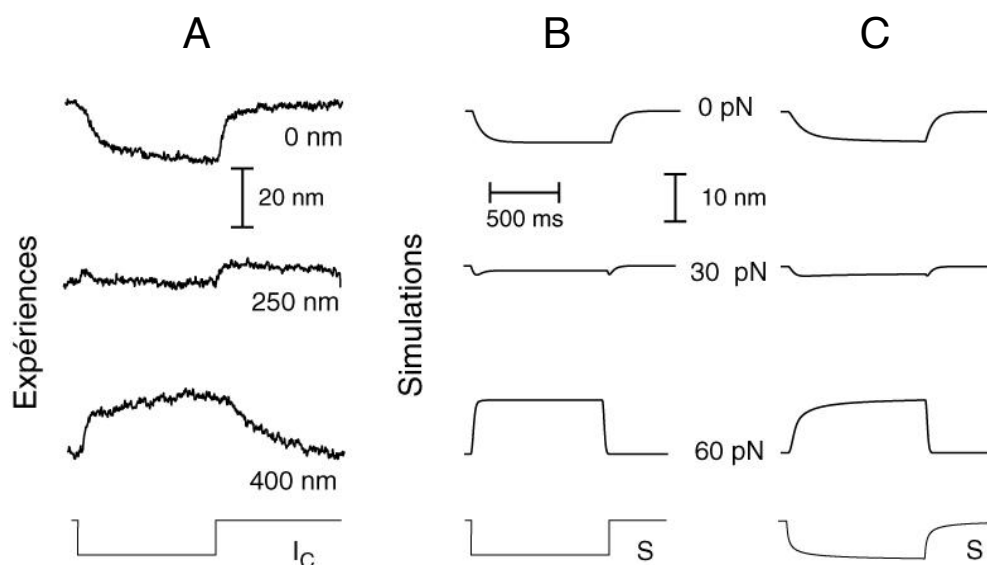 A
B
C
0 nm
20 nm
250 nm
400 nm
I_C
Expériences
Simulations
0 pN
500 ms
10 nm
30 pN
60 pN
S
S